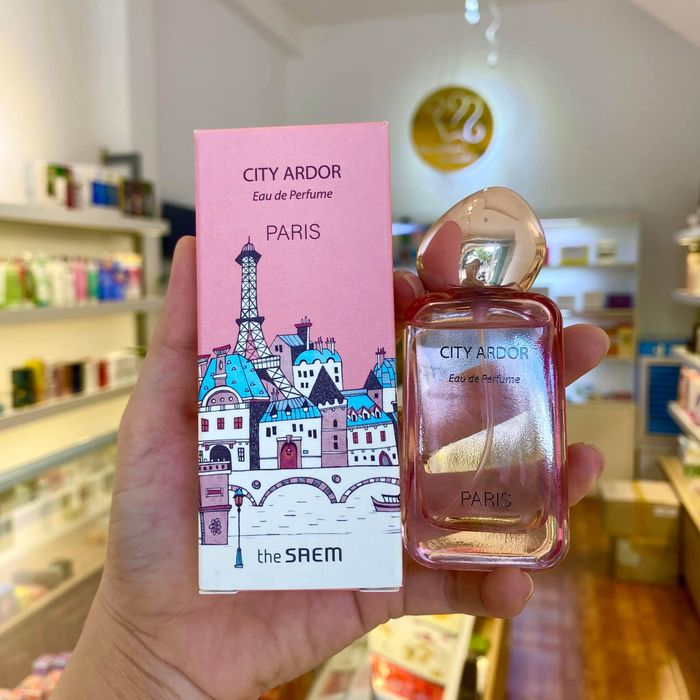 CITY ARDOR
Eau de Perfume
PARIS
the SAEM
CITY ARDOR
Eau de Perfume
PARIS